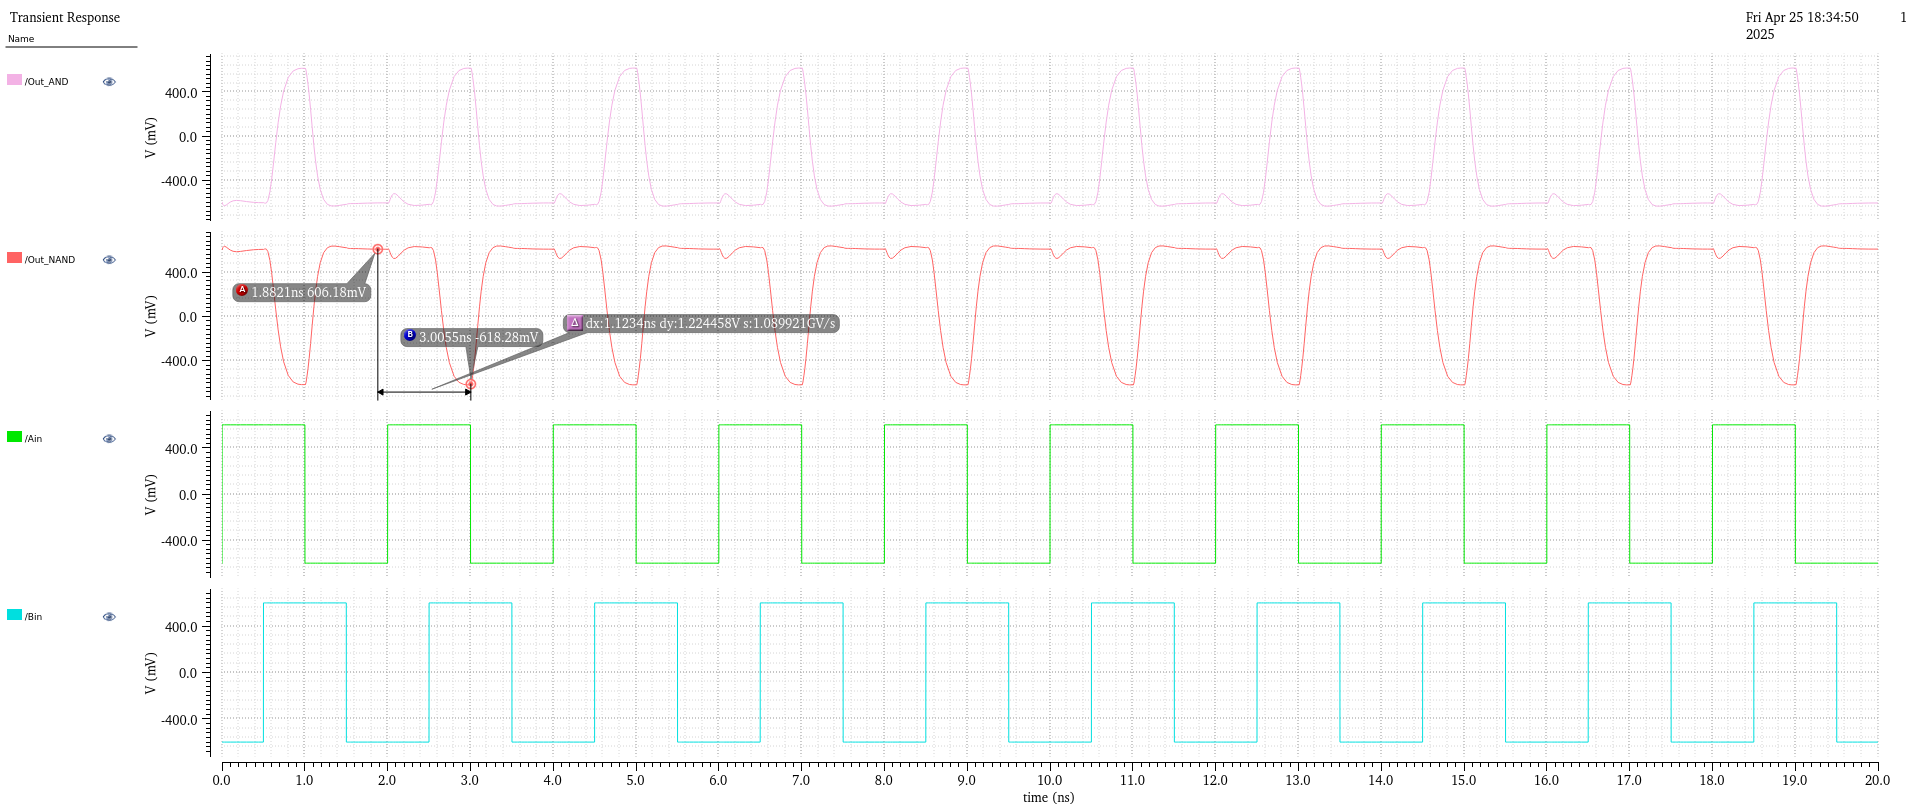 Transient Response
Fri Apr 25 18:34:50 1
2025
Name
/Out_AND
V (mV)
400.0
0.0
-400.0
/Out_NAND
V (mV)
400.0
0.0
-400.0
A 1.8821ns 606.18mV
B 3.0055ns -618.28mV
Δ dx:1.1234ns dy:1.224458V s:1.089921GV/s
/Ain
V (mV)
400.0
0.0
-400.0
/Bin
V (mV)
400.0
0.0
-400.0
0.0 1.0 2.0 3.0 4.0 5.0 6.0 7.0 8.0 9.0 10.0 11.0 12.0 13.0 14.0 15.0 16.0 17.0 18.0 19.0 20.0
time (ns)